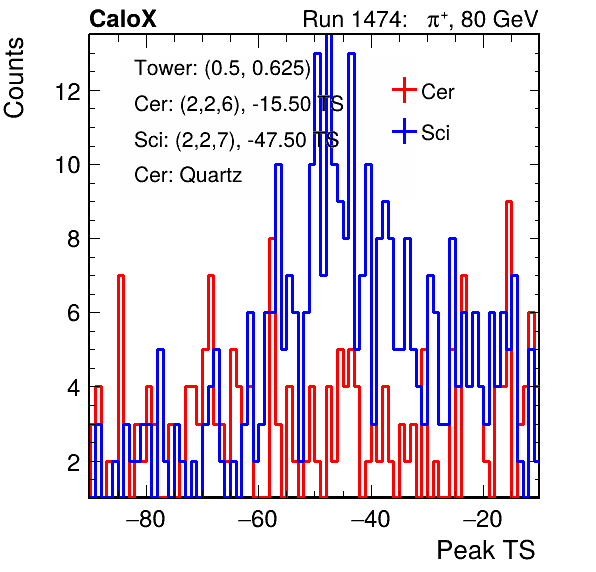 CaloX
Run 1474: π⁺, 80 GeV
Counts
Tower: (0.5, 0.625)
Cer: (2,2,6), -15.50 TS
Sci: (2,2,7), -47.50 TS
Cer: Quartz
Cer
Sci
12
10
8
6
4
2
−80 −60 −40 −20
Peak TS